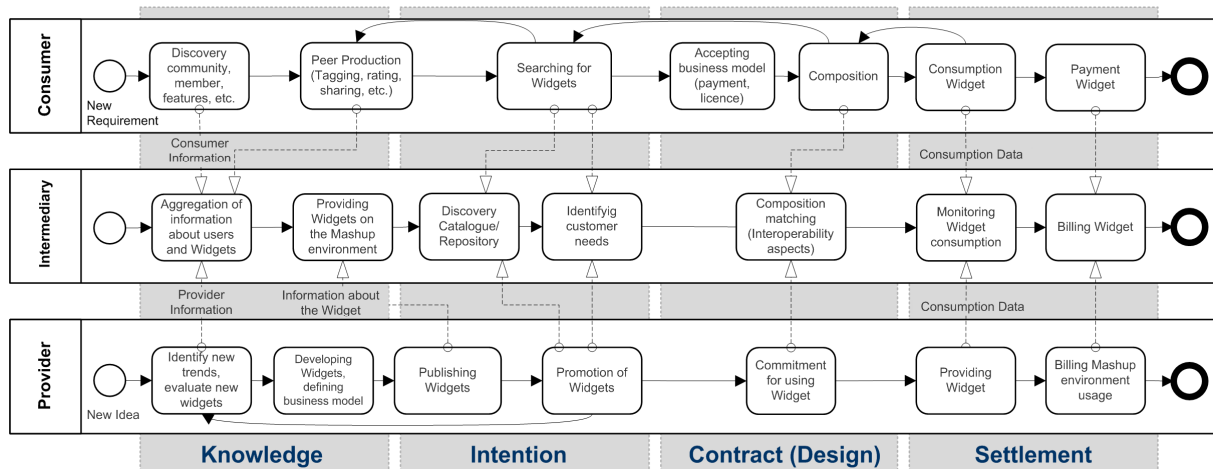 Consumer
New
Requirement
Discovery
community,
member,
features, etc.
Peer Production
(Tagging, rating,
sharing, etc.)
Searching for
Widgets
Accepting
business model
(payment,
licence)
Composition
Consumption
Widget
Payment
Widget
Consumer
Information
Consumption Data
Intermediary
Aggregation of
information
about users
and Widgets
Providing
Widgets on
the Mashup
environment
Discovery
Catalogue/
Repository
Identifyig
customer
needs
Composition
matching
(Interoperability
aspects)
Monitoring
Widget
consumption
Billing Widget
Provider
Information
Information about
the Widget
Consumption Data
Provider
New Idea
Identify new
trends,
evaluate new
widgets
Developing
Widgets,
defining
business model
Publishing
Widgets
Promotion of
Widgets
Commitment
for using
Widget
Providing
Widget
Billing Mashup
environment
usage
Knowledge
Intention
Contract (Design)
Settlement